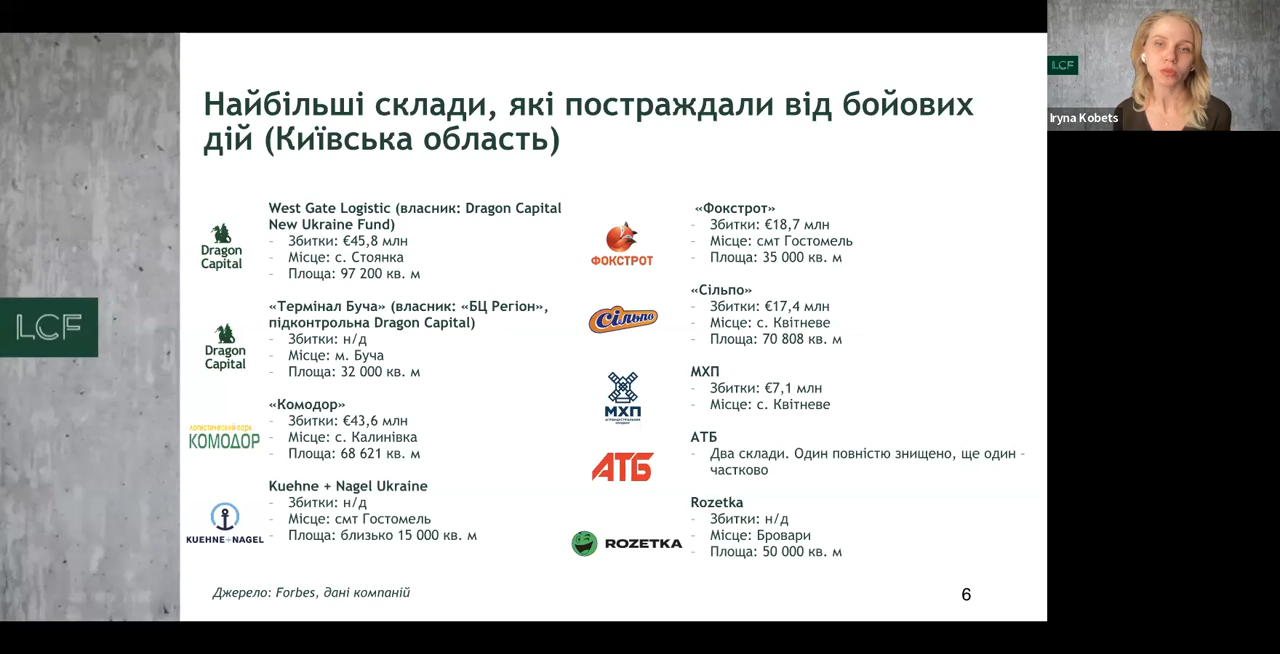 Найбільші склади, які постраждали від бойових
дій (Київська область)
Dragon
Capital
West Gate Logistic (власник: Dragon Capital
New Ukraine Fund)
- Збитки: €45,8 млн
- Місце: с. Стоянка
- Площа: 97 200 кв. м
Dragon
Capital
«Термінал Буча» (власник: «БЦ Регіон»,
підконтрольна Dragon Capital)
- Збитки: н/д
- Місце: м. Буча
- Площа: 32 000 кв. м
КОМОДОР
«Комодор»
- Збитки: €43,6 млн
- Місце: с. Калинівка
- Площа: 68 621 кв. м
KUEHNE+NAGEL
Kuehne + Nagel Ukraine
- Збитки: н/д
- Місце: смт Гостомель
- Площа: близько 15 000 кв. м
ФОКСТРОТ
«Фокстрот»
- Збитки: €18,7 млн
- Місце: смт Гостомель
- Площа: 35 000 кв. м
Сільпо
«Сільпо»
- Збитки: €17,4 млн
- Місце: с. Квітневе
- Площа: 70 808 кв. м
МХП
МХП
- Збитки: €7,1 млн
- Місце: с. Квітневе
АТБ
АТБ
- Два склади. Один повністю знищено, ще один -
частково
ROZETKA
Rozetka
- Збитки: н/д
- Місце: Бровари
- Площа: 50 000 кв. м
Джерело: Forbes, дані компаній
6
LCF
LCF
Iryna Kobets